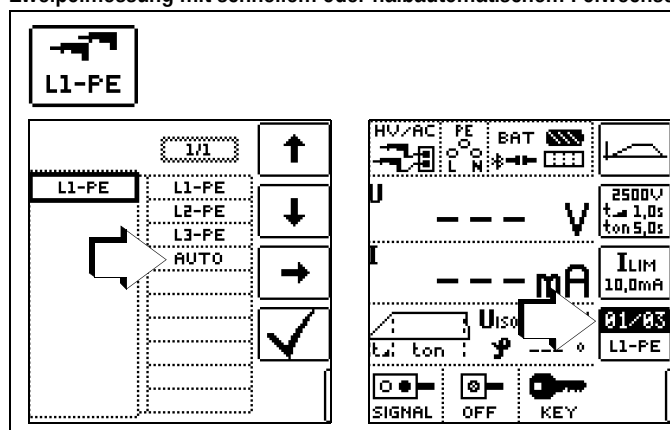 Zweipolmessung mit schnellem oder halbautomatischem Polwechse
L1-PE
1/1
L1-PE
L1-PE
L2-PE
L3-PE
AUTO
HV/AC PE BAT
L N
U
--- V
2500V
t 1,0s
ton 5,0s
I
--- mA
ILIM
10,0mA
01/03
L1-PE
t ton
φ --- °
SIGNAL
OFF
KEY